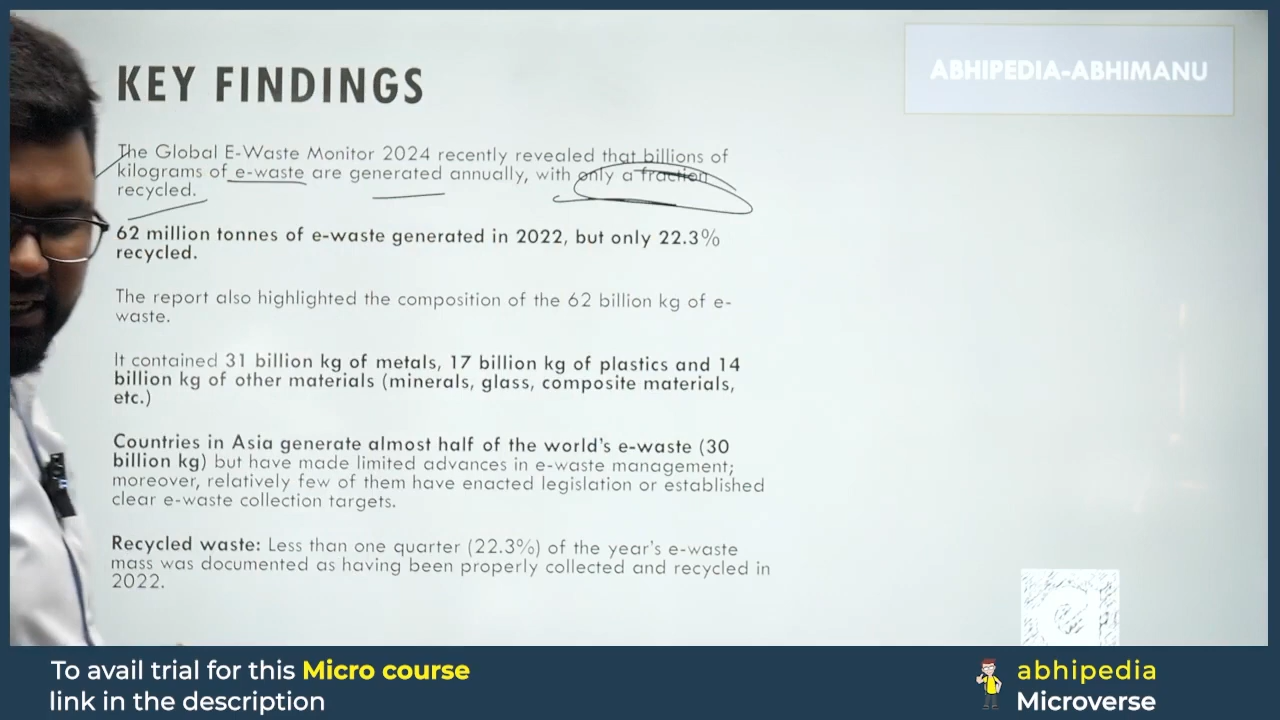 KEY FINDINGS
ABHIPEDIA-ABHIMANU
The Global E-Waste Monitor 2024 recently revealed that billions of
kilograms of e-waste are generated annually, with only a fraction
recycled.
62 million tonnes of e-waste generated in 2022, but only 22.3%
recycled.
The report also highlighted the composition of the 62 billion kg of e-
waste.
It contained 31 billion kg of metals, 17 billion kg of plastics and 14
billion kg of other materials (minerals, glass, composite materials,
etc.)
Countries in Asia generate almost half of the world's e-waste (30
billion kg) but have made limited advances in e-waste management;
moreover, relatively few of them have enacted legislation or established
clear e-waste collection targets.
Recycled waste: Less than one quarter (22.3%) of the year's e-waste
mass was documented as having been properly collected and recycled in
2022.
To avail trial for this Micro course
link in the description
abhipedia
Microverse